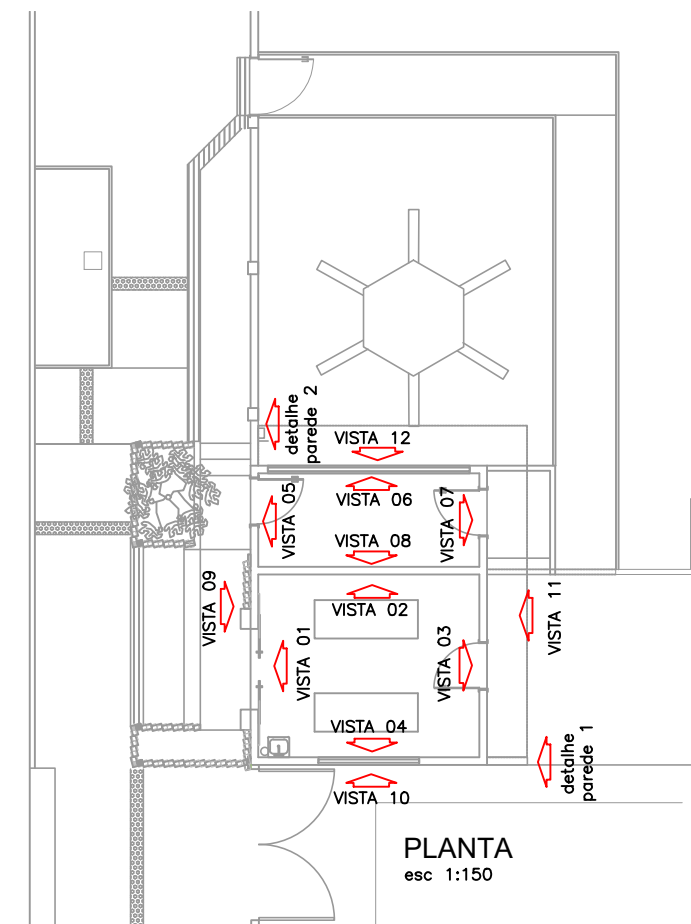 detalhe
parede 2
VISTA 12
VISTA 05
VISTA 06
VISTA 07
VISTA 08
VISTA 09
VISTA 02
VISTA 11
VISTA 01
VISTA 03
VISTA 04
detalhe
parede 1
VISTA 10
PLANTA
esc 1:150